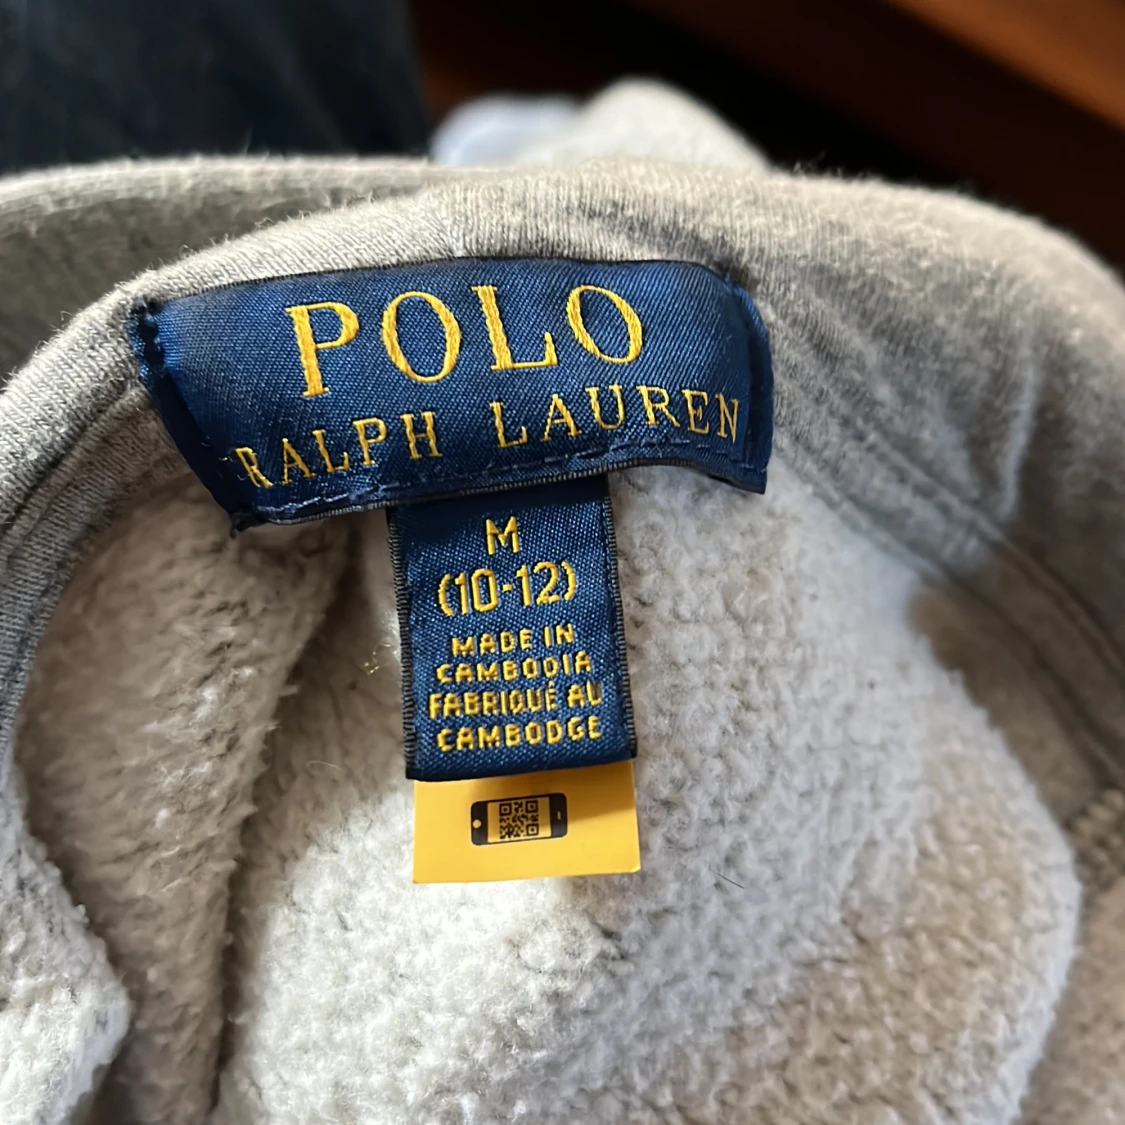 POLO
RALPH LAUREN
M
(10-12)
MADE IN
CAMBODIA
FABRIQUÉ AU
CAMBODGE